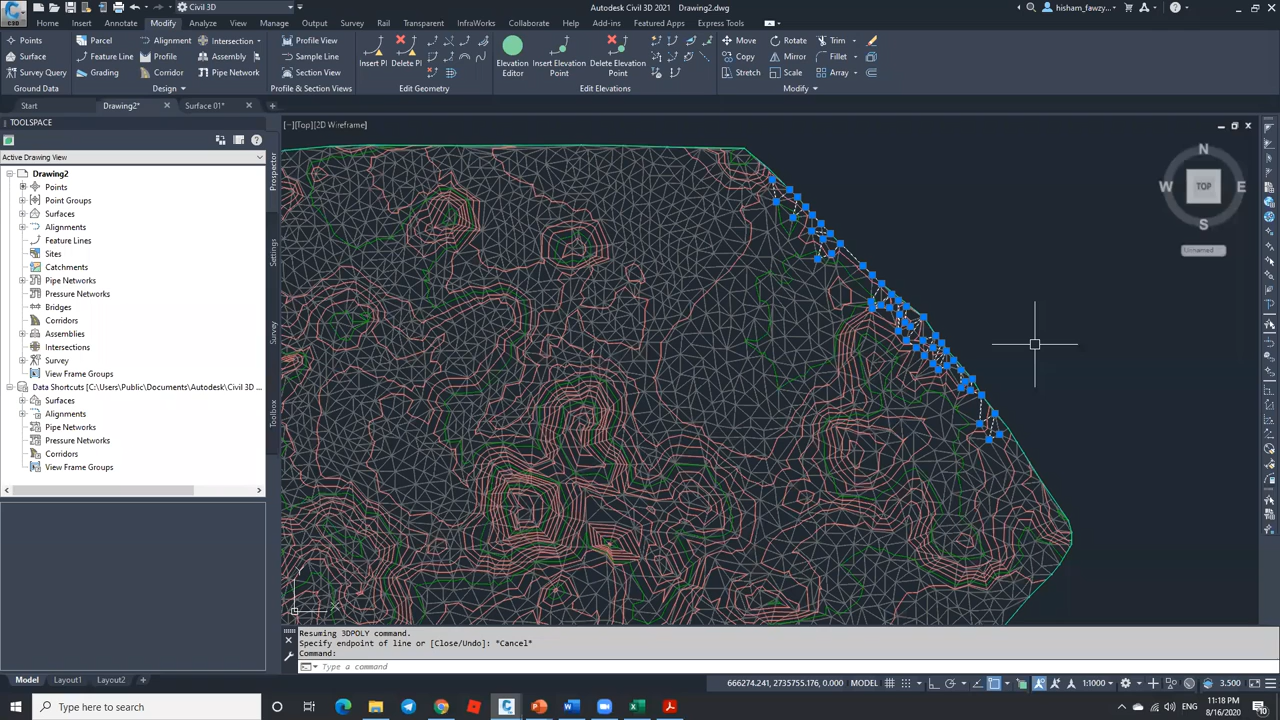 C3D
Civil 3D
Autodesk Civil 3D 2021 Drawing2.dwg
Type a keyword or phrase
hisham_fawzy...
Home Insert Annotate Modify Analyze View Manage Output Survey Rail Transparent InfraWorks Collaborate Help Add-ins Featured Apps Express Tools
Points
Surface
Survey Query
Ground Data
Parcel
Feature Line
Grading
Alignment
Profile
Corridor
Intersection
Assembly
Pipe Network
Design
Profile View
Sample Line
Section View
Profile & Section Views
Insert PI
Delete PI
Edit Geometry
Elevation Editor
Insert Elevation Point
Delete Elevation Point
Edit Elevations
Move
Copy
Stretch
Rotate
Mirror
Scale
Trim
Fillet
Array
Modify
Start
Drawing2*
Surface 01*
TOOLSPACE
Active Drawing View
Drawing2
Points
Point Groups
Surfaces
Alignments
Feature Lines
Sites
Catchments
Pipe Networks
Pressure Networks
Bridges
Corridors
Assemblies
Intersections
Survey
View Frame Groups
Data Shortcuts [C:\Users\Public\Documents\Autodesk\Civil 3D ...
Surfaces
Alignments
Pipe Networks
Pressure Networks
Corridors
View Frame Groups
Prospector
Settings
Survey
Toolbox
[−][Top][2D Wireframe]
N
W TOP E
S
Unnamed
Y
X
Resuming 3DPOLY command.
Specify endpoint of line or [Close/Undo]: *Cancel*
Command:
Type a command
Model Layout1 Layout2
666274.241, 2735755.176, 0.000 MODEL
1:1000
3.500
Type here to search
11:18 PM
8/16/2020